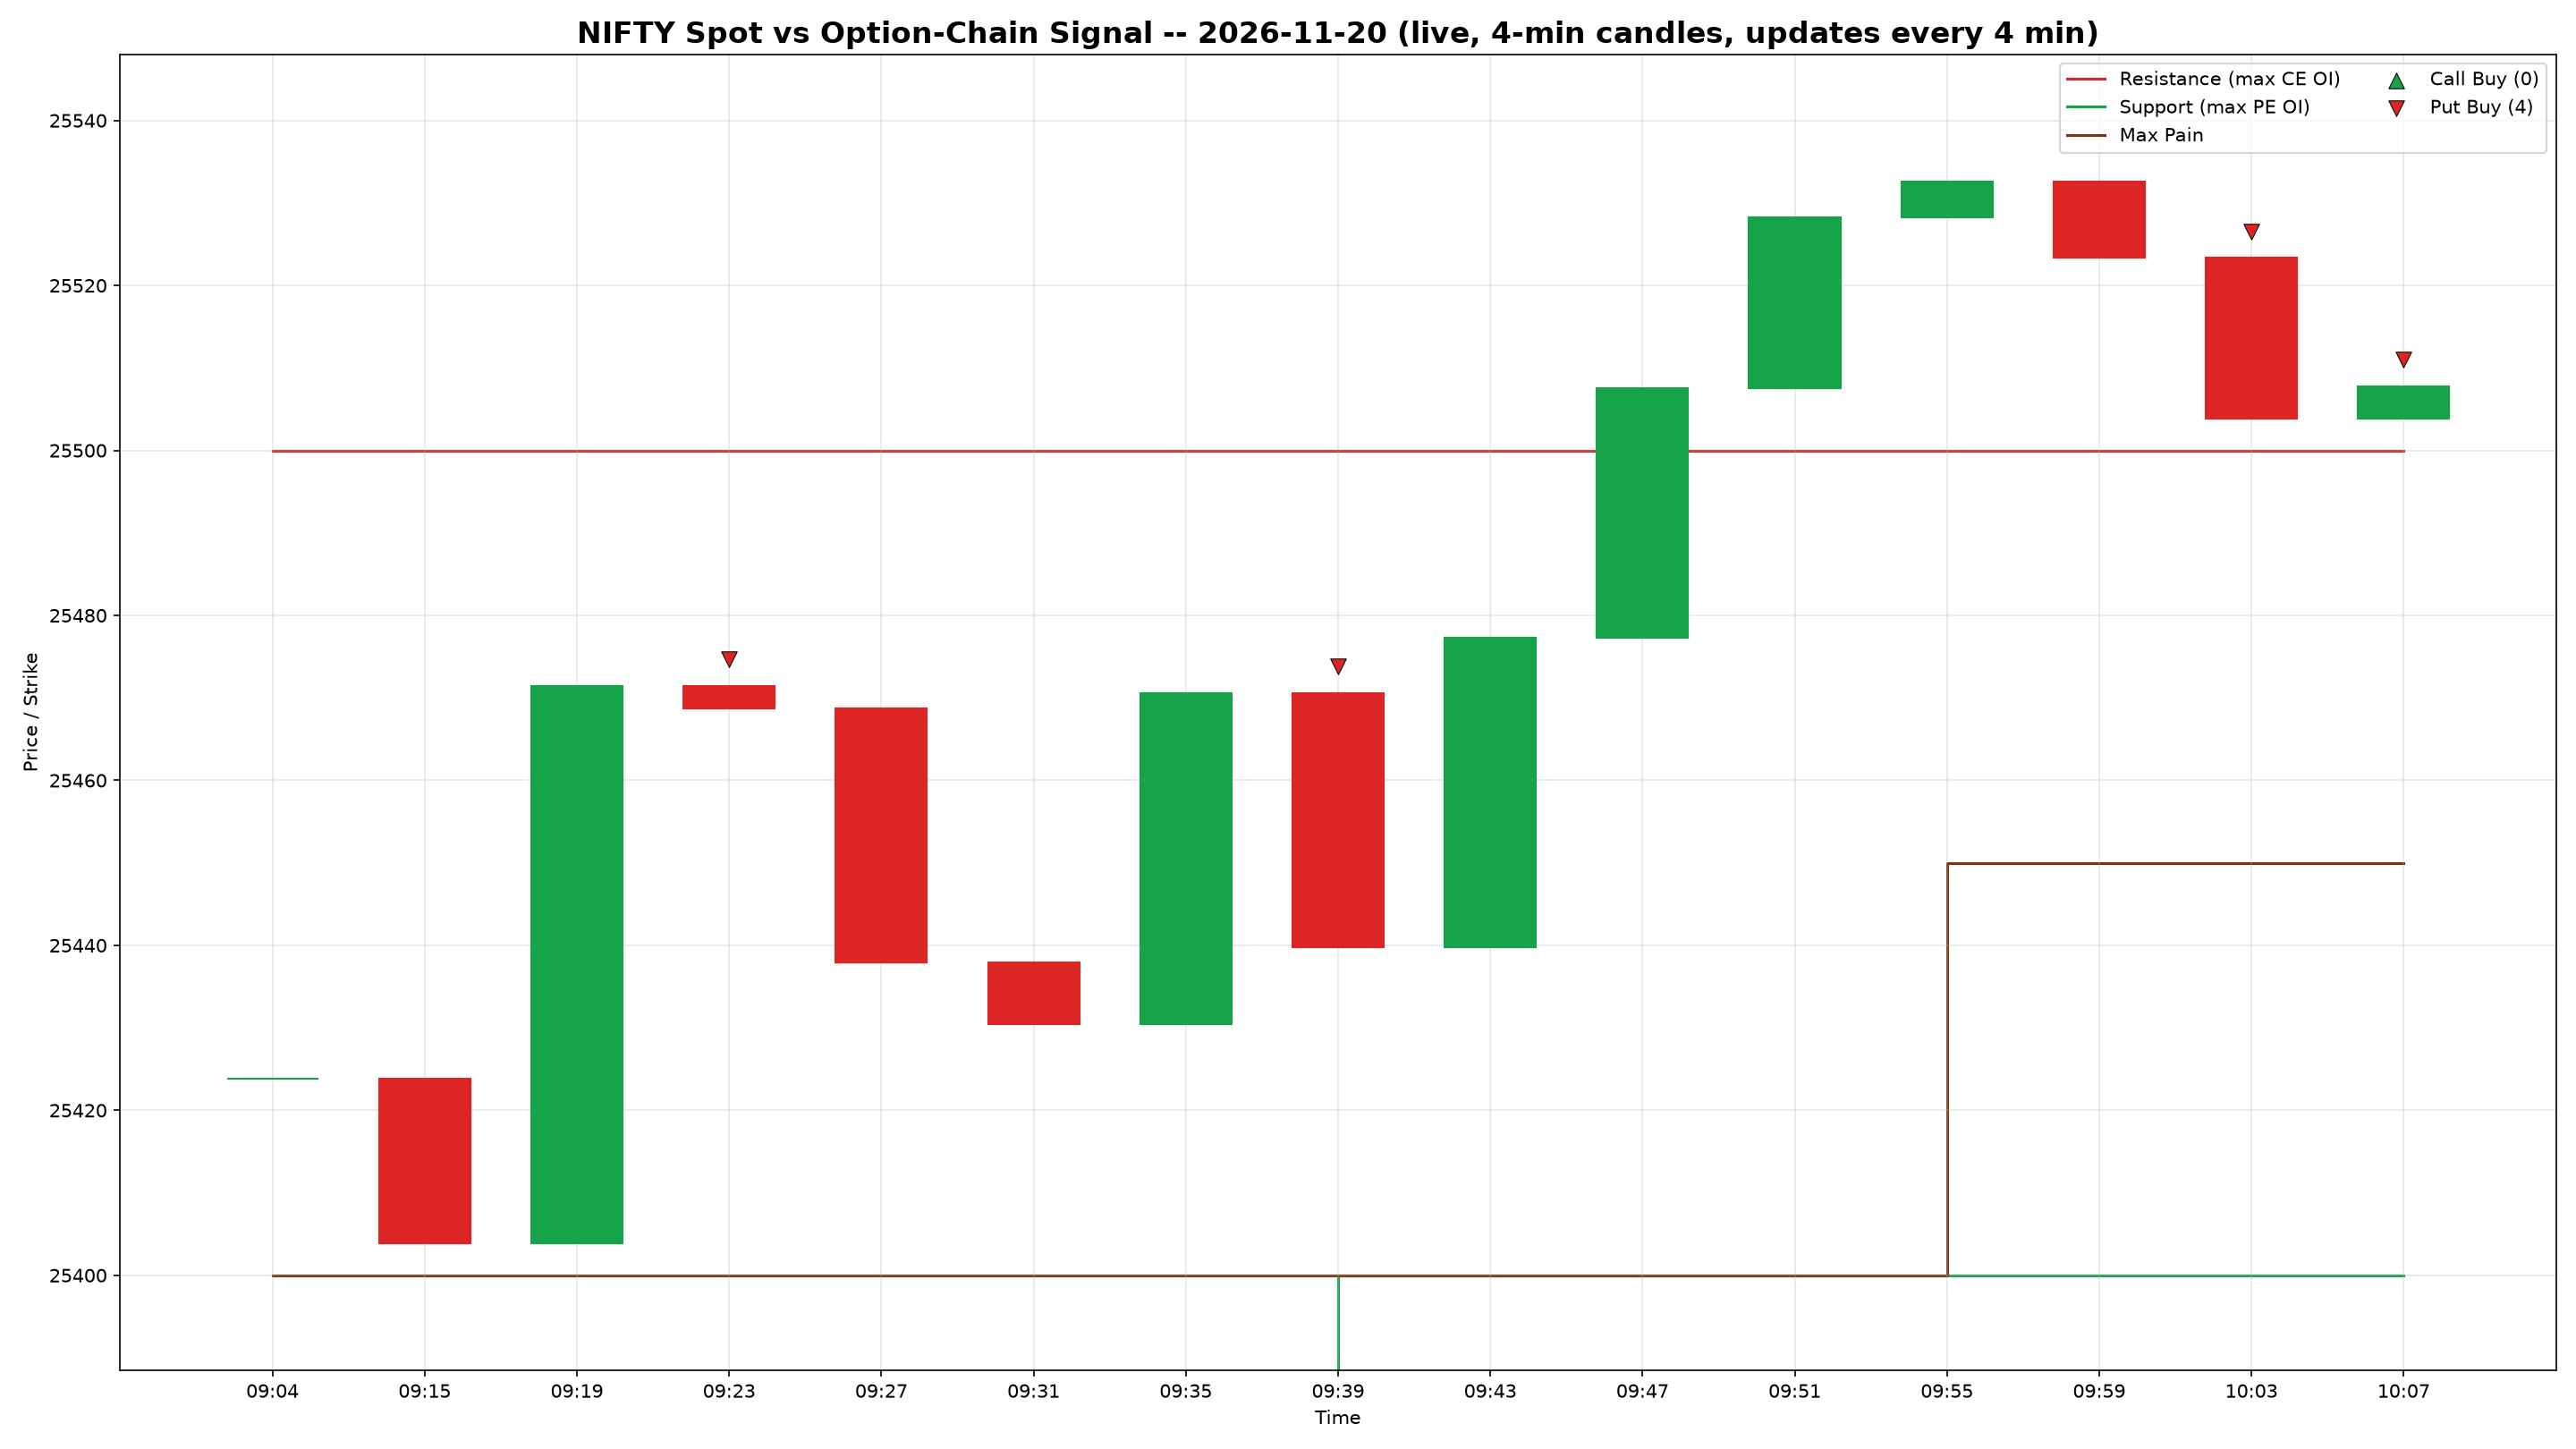 NIFTY Spot vs Option-Chain Signal -- 2026-11-20 (live, 4-min candles, updates every 4 min)
Resistance (max CE OI)
Support (max PE OI)
Max Pain
Call Buy (0)
Put Buy (4)
Price / Strike
25540
25520
25500
25480
25460
25440
25420
25400
09:04 09:15 09:19 09:23 09:27 09:31 09:35 09:39 09:43 09:47 09:51 09:55 09:59 10:03 10:07
Time